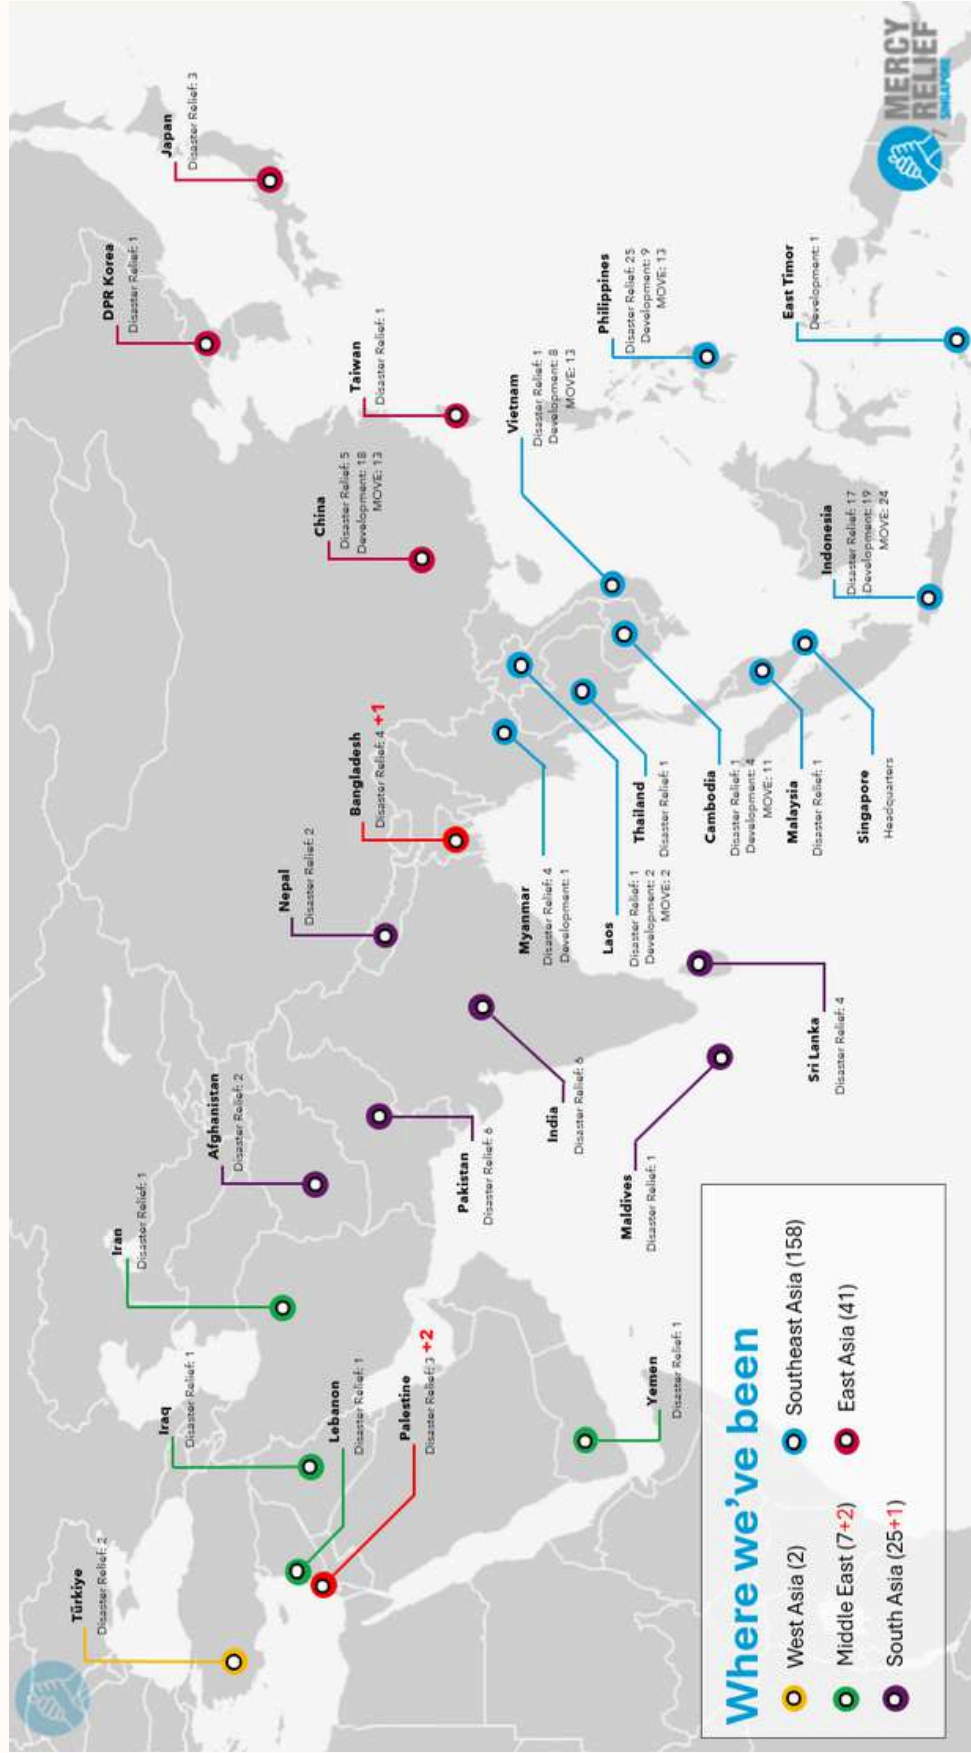 Türkiye
Disaster Relief: 2
Iraq
Disaster Relief: 1
Iran
Disaster Relief: 1
Afghanistan
Disaster Relief: 2
Lebanon
Disaster Relief: 1
Palestine
Disaster Relief: 3 +2
Yemen
Disaster Relief: 1
Pakistan
Disaster Relief: 6
India
Disaster Relief: 6
Maldives
Disaster Relief: 1
Sri Lanka
Disaster Relief: 4
Nepal
Disaster Relief: 2
Bangladesh
Disaster Relief: 4 +1
Myanmar
Disaster Relief: 4
Development: 1
Laos
Disaster Relief: 1
Development: 2
MOVE: 2
Thailand
Disaster Relief: 1
Cambodia
Disaster Relief: 1
Development: 4
MOVE: 11
Malaysia
Disaster Relief: 1
Singapore
Headquarters
China
Disaster Relief: 5
Development: 18
MOVE: 13
Taiwan
Disaster Relief: 1
DPR Korea
Disaster Relief: 1
Japan
Disaster Relief: 3
Vietnam
Disaster Relief: 1
Development: 8
MOVE: 13
Philippines
Disaster Relief: 25
Development: 9
MOVE: 13
Indonesia
Disaster Relief: 17
Development: 19
MOVE: 24
East Timor
Development: 1
Where we've been
West Asia (2)
Southeast Asia (158)
Middle East (7+2)
East Asia (41)
South Asia (25+1)
MERCY
RELIEF
SINGAPORE
7